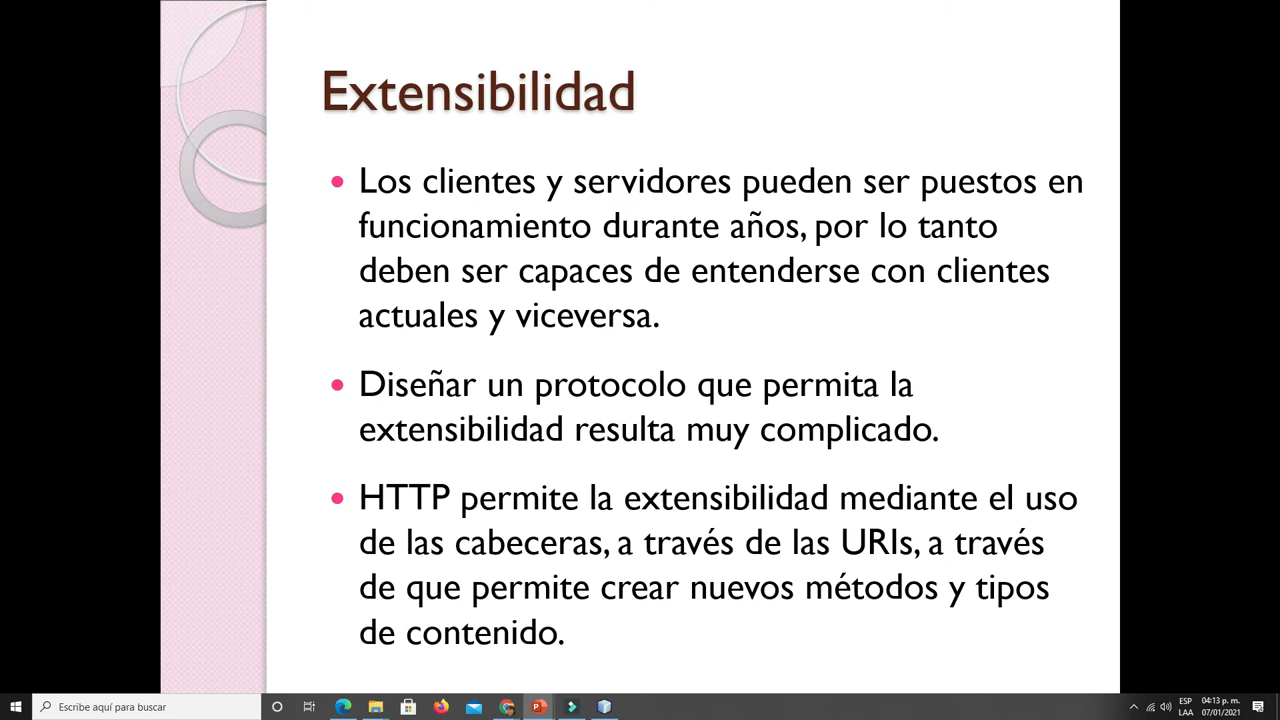 Extensibilidad
Los clientes y servidores pueden ser puestos en
funcionamiento durante años, por lo tanto
deben ser capaces de entenderse con clientes
actuales y viceversa.
Diseñar un protocolo que permita la
extensibilidad resulta muy complicado.
HTTP permite la extensibilidad mediante el uso
de las cabeceras, a través de las URIs, a través
de que permite crear nuevos métodos y tipos
de contenido.
Escribe aquí para buscar
ESP
LAA
04:13 p. m.
07/01/2021